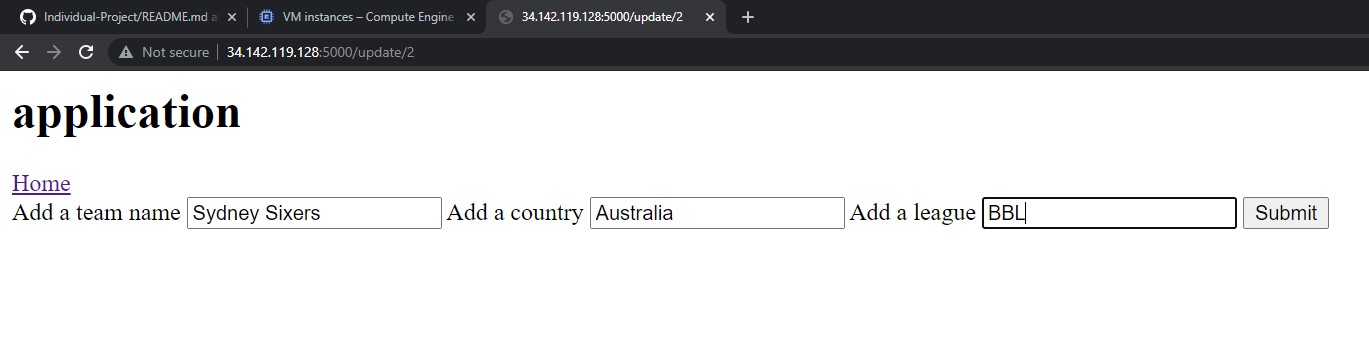 Individual-Project/README.md a
VM instances – Compute Engine
34.142.119.128:5000/update/2
Not secure
34.142.119.128:5000/update/2
application
Home
Add a team name Sydney Sixers Add a country Australia Add a league BBL Submit